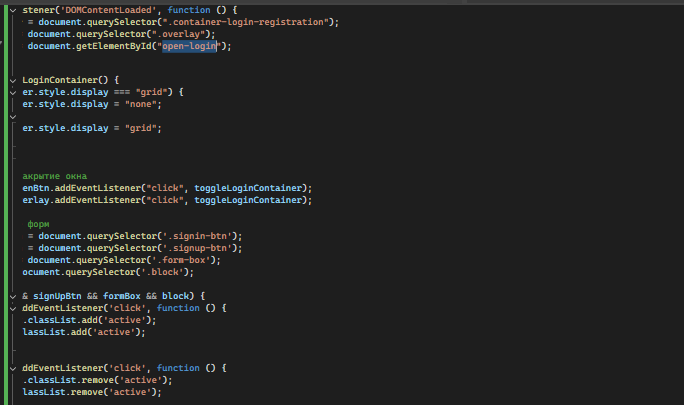 stener('DOMContentLoaded', function () {
= document.querySelector(".container-login-registration");
document.querySelector(".overlay");
document.getElementById("open-login");
LoginContainer() {
er.style.display === "grid") {
er.style.display = "none";
er.style.display = "grid";
акрытие окна
enBtn.addEventListener("click", toggleLoginContainer);
erlay.addEventListener("click", toggleLoginContainer);
форм
= document.querySelector('.signin-btn');
= document.querySelector('.signup-btn');
document.querySelector('.form-box');
ocument.querySelector('.block');
& signUpBtn && formBox && block) {
ddEventListener('click', function () {
.classList.add('active');
lassList.add('active');
ddEventListener('click', function () {
.classList.remove('active');
lassList.remove('active');